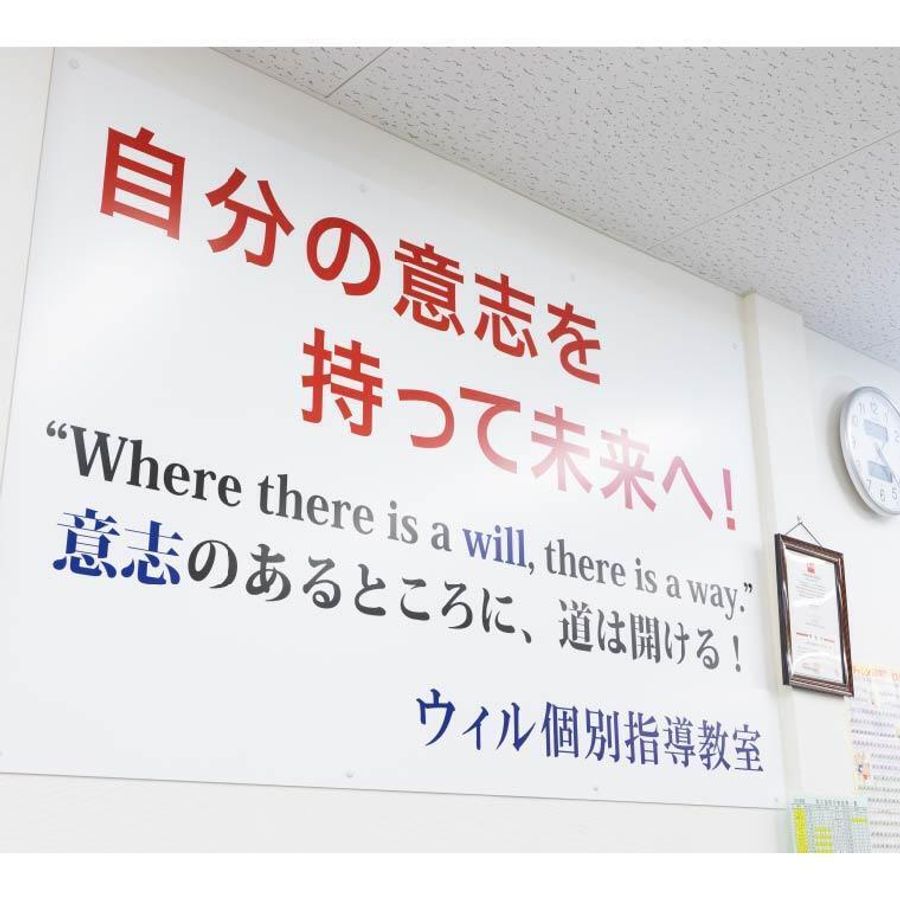 自分の意志を
持って未来へ!
“Where there is a will, there is a way.”
意志のあるところに、道は開ける!
ウィル個別指導教室